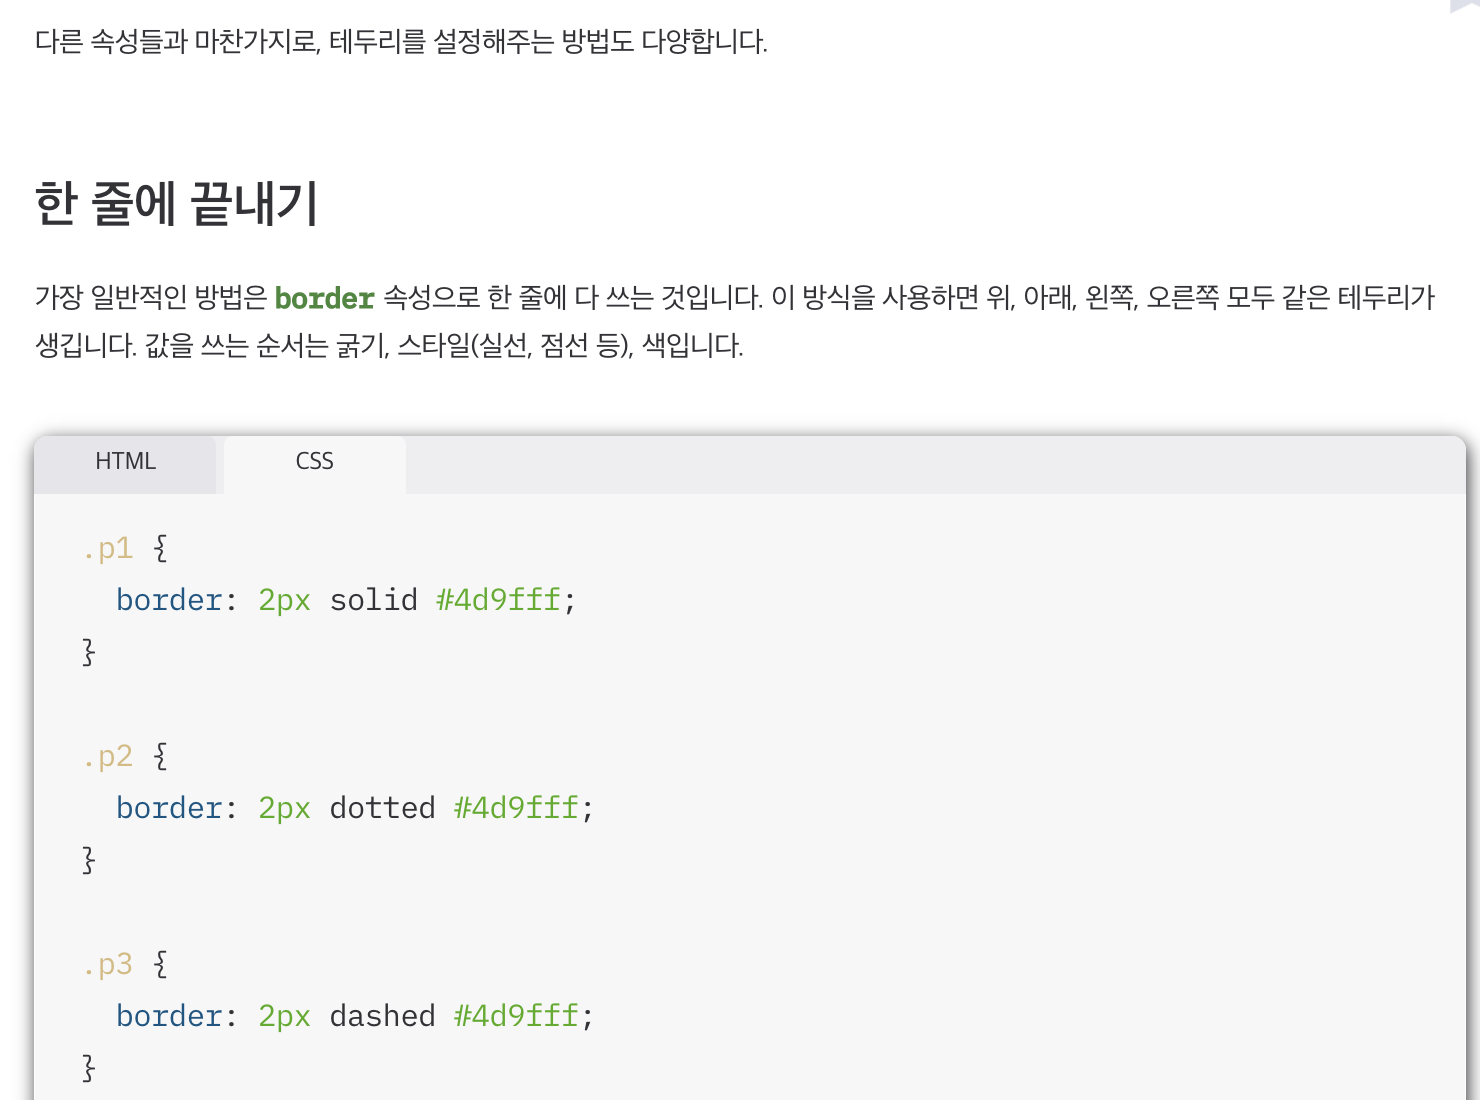 다른 속성들과 마찬가지로, 테두리를 설정해주는 방법도 다양합니다.
한 줄에 끝내기
가장 일반적인 방법은 border 속성으로 한 줄에 다 쓰는 것입니다. 이 방식을 사용하면 위, 아래, 왼쪽, 오른쪽 모두 같은 테두리가
생깁니다. 값을 쓰는 순서는 굵기, 스타일(실선, 점선 등), 색입니다.
HTML CSS
.p1 {
  border: 2px solid #4d9fff;
}
.p2 {
  border: 2px dotted #4d9fff;
}
.p3 {
  border: 2px dashed #4d9fff;
}